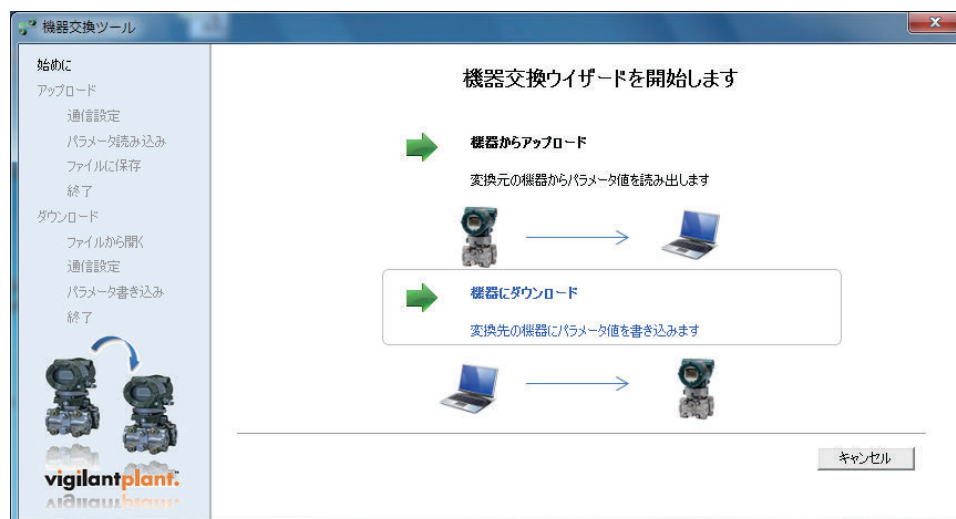 機器交換ツール
始めに
アップロード
通信設定
パラメータ読み込み
ファイルに保存
終了
ダウンロード
ファイルから開く
通信設定
パラメータ書き込み
終了
vigilantplant.
機器交換ウイザードを開始します
機器からアップロード
変換元の機器からパラメータ値を読み出します
機器にダウンロード
変換先の機器にパラメータ値を書き込みます
キャンセル